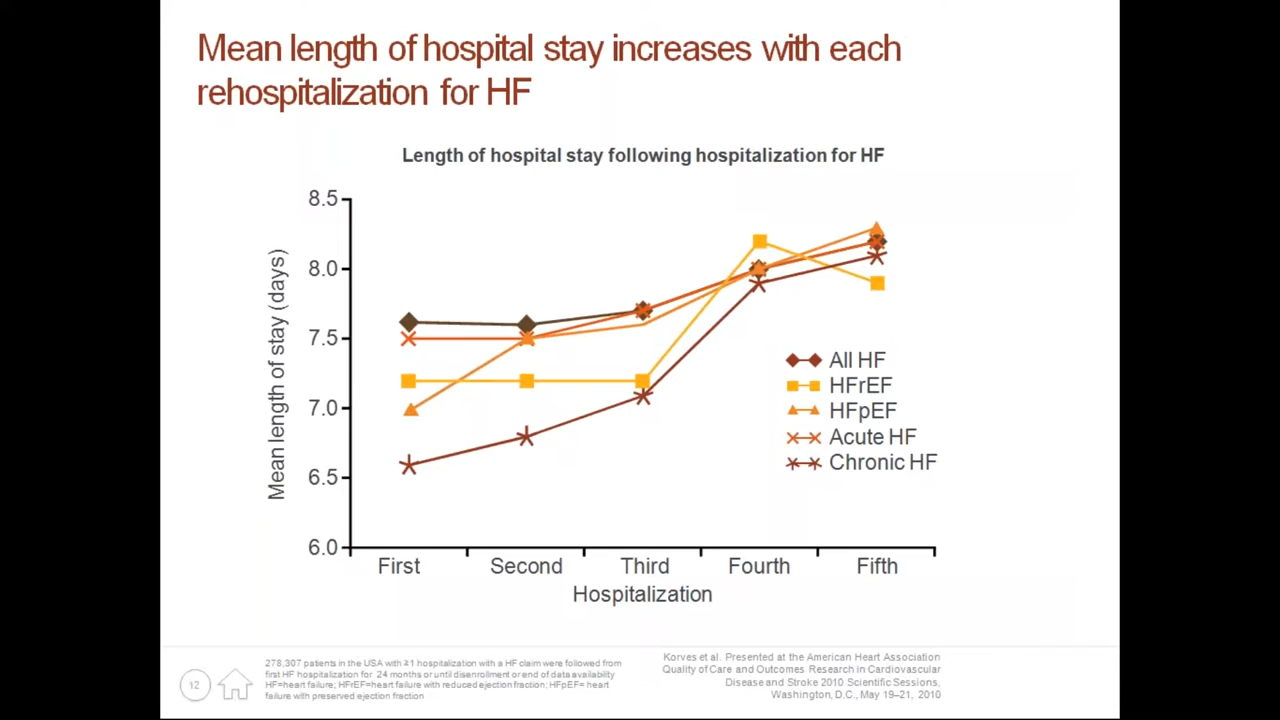 Mean length of hospital stay increases with each
rehospitalization for HF
Length of hospital stay following hospitalization for HF
Mean length of stay (days)
8.5
8.0
7.5
7.0
6.5
6.0
First Second Third Fourth Fifth
Hospitalization
All HF
HFrEF
HFpEF
Acute HF
Chronic HF
12
278,307 patients in the USA with ≥1 hospitalization with a HF claim were followed from
first HF hospitalization for 24 months or until disenrollment or end of data availability
HF=heart failure; HFrEF=heart failure with reduced ejection fraction; HFpEF= heart
failure with preserved ejection fraction
Korves et al. Presented at the American Heart Association
Quality of Care and Outcomes Research in Cardiovascular
Disease and Stroke 2010 Scientific Sessions,
Washington, D.C., May 19–21, 2010